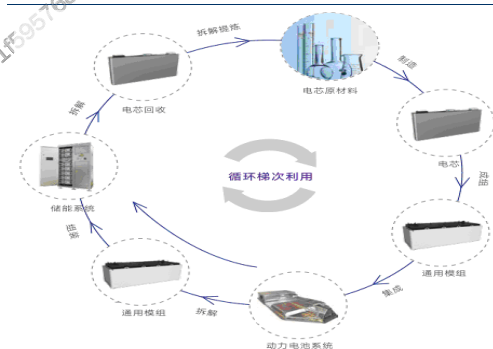 拆解提炼
电芯原材料
制造
电芯
成组
通用模组
集成
动力电池系统
拆解
通用模组
组装
储能系统
拆解
电芯回收
循环梯次利用